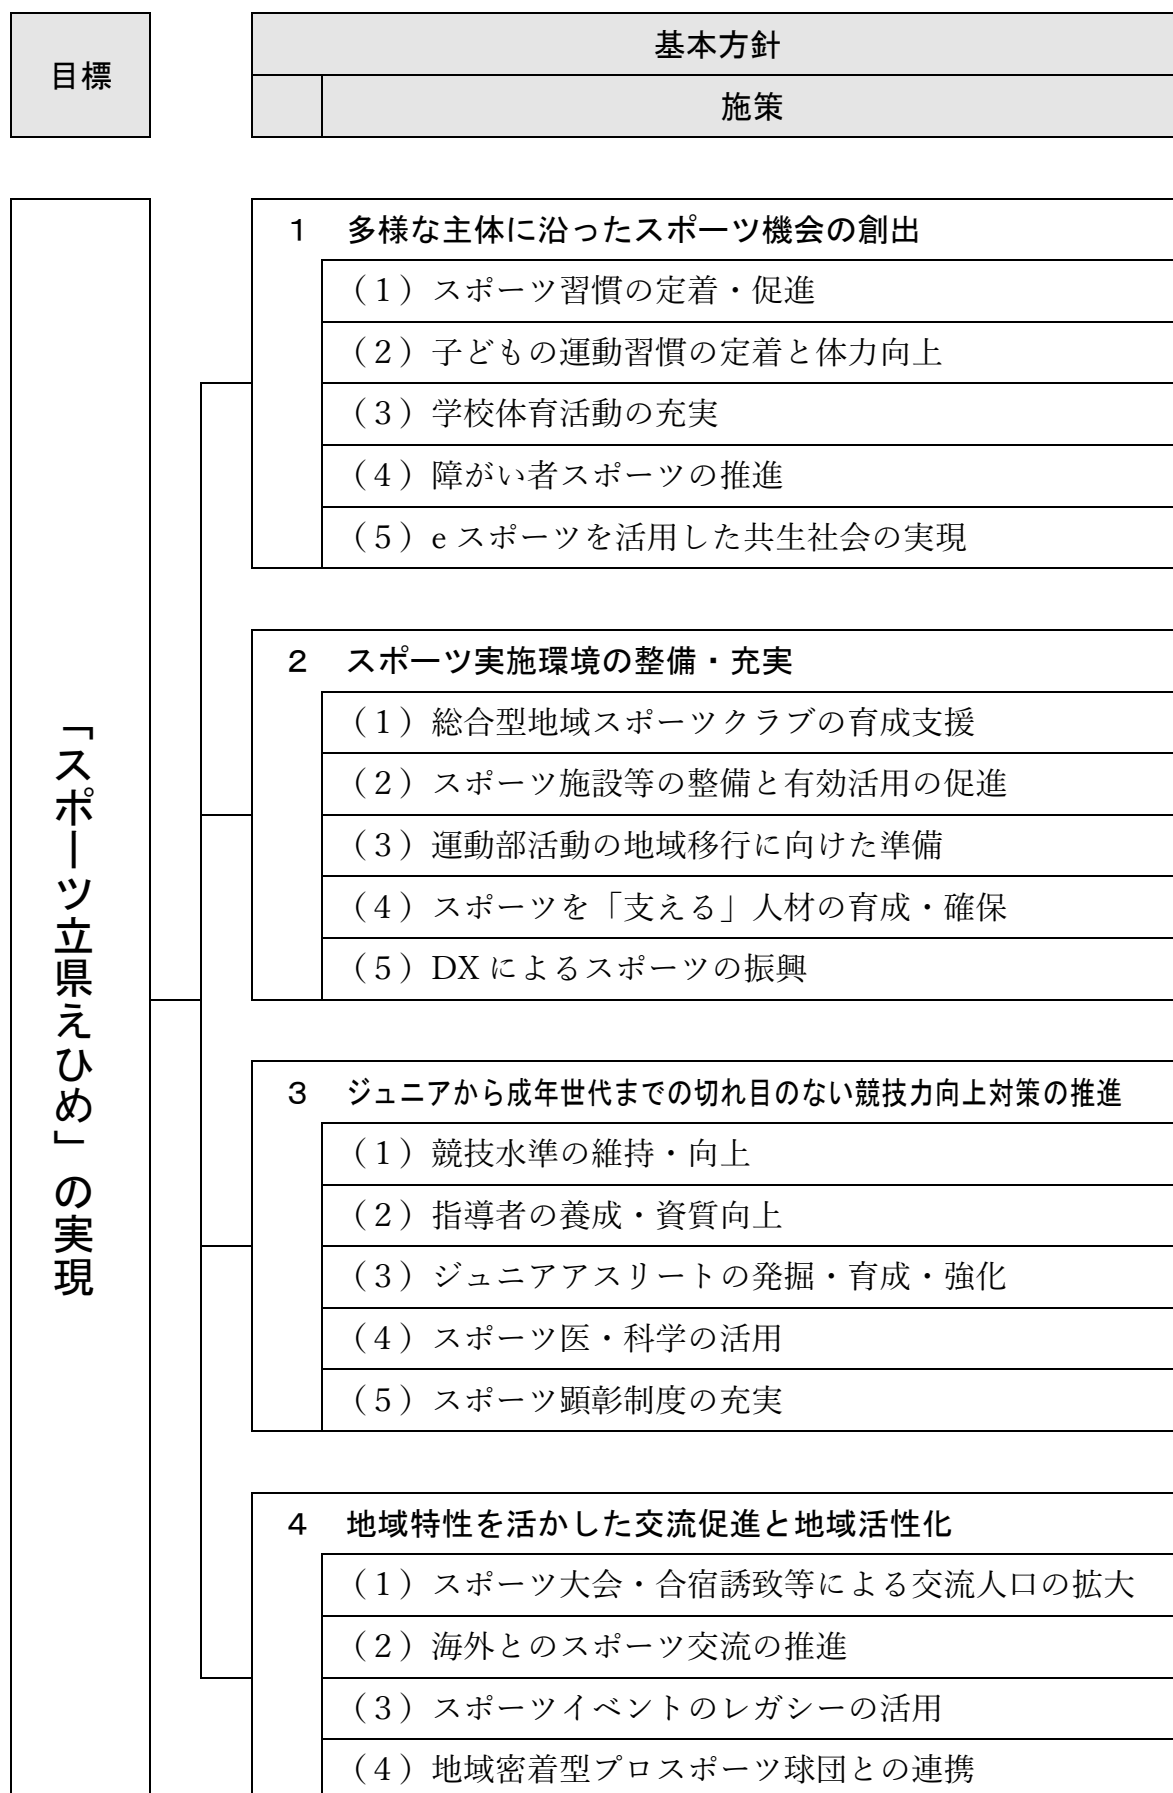 目標
基本方針
施策
「スポーツ立県えひめ」の実現
１　多様な主体に沿ったスポーツ機会の創出
（１）スポーツ習慣の定着・促進
（２）子どもの運動習慣の定着と体力向上
（３）学校体育活動の充実
（４）障がい者スポーツの推進
（５）e スポーツを活用した共生社会の実現
２　スポーツ実施環境の整備・充実
（１）総合型地域スポーツクラブの育成支援
（２）スポーツ施設等の整備と有効活用の促進
（３）運動部活動の地域移行に向けた準備
（４）スポーツを「支える」人材の育成・確保
（５）DX によるスポーツの振興
３　ジュニアから成年世代までの切れ目のない競技力向上対策の推進
（１）競技水準の維持・向上
（２）指導者の養成・資質向上
（３）ジュニアアスリートの発掘・育成・強化
（４）スポーツ医・科学の活用
（５）スポーツ顕彰制度の充実
４　地域特性を活かした交流促進と地域活性化
（１）スポーツ大会・合宿誘致等による交流人口の拡大
（２）海外とのスポーツ交流の推進
（３）スポーツイベントのレガシーの活用
（４）地域密着型プロスポーツ球団との連携